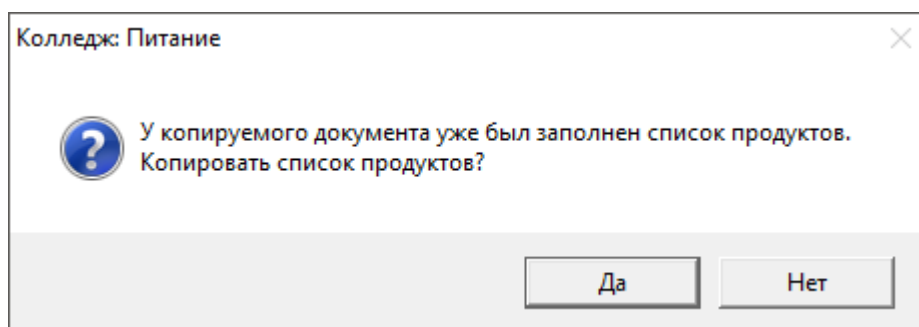 Колледж: Питание
У копируемого документа уже был заполнен список продуктов.
Копировать список продуктов?
Да
Нет